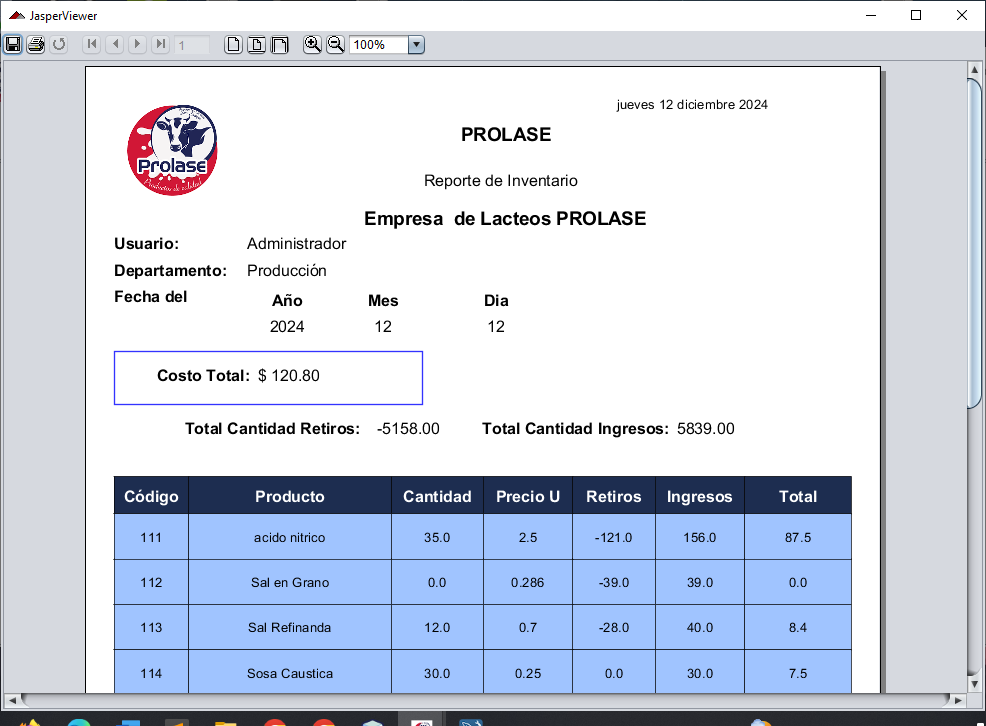 JasperViewer
1
100%
jueves 12 diciembre 2024
PROLASE
Prolase
Productos de calidad
Reporte de Inventario
Empresa de Lacteos PROLASE
Usuario: Administrador
Departamento: Producción
Fecha del
Año Mes Dia
2024 12 12
Costo Total: $ 120.80
Total Cantidad Retiros: -5158.00 Total Cantidad Ingresos: 5839.00
Código Producto Cantidad Precio U Retiros Ingresos Total
111 acido nitrico 35.0 2.5 -121.0 156.0 87.5
112 Sal en Grano 0.0 0.286 -39.0 39.0 0.0
113 Sal Refinanda 12.0 0.7 -28.0 40.0 8.4
114 Sosa Caustica 30.0 0.25 0.0 30.0 7.5